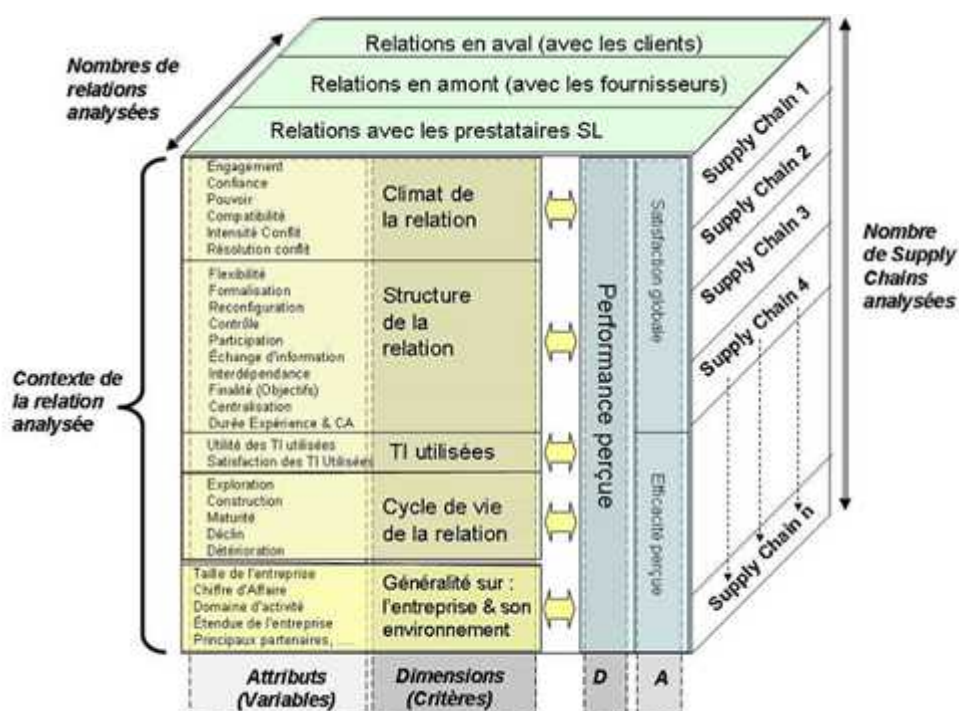 Nombres de
relations
analysées
Relations en aval (avec les clients)
Relations en amont (avec les fournisseurs)
Relations avec les prestataires SL
Contexte de
la relation
analysée
Engagement
Confiance
Pouvoir
Compatibilité
Intensité Conflit
Résolution conflit
Climat de
la relation
Flexibilité
Formalisation
Reconfiguration
Contrôle
Participation
Échange d'information
Interdépendance
Finalité (Objectifs)
Centralisation
Durée Expérience & CA
Structure
de la
relation
Utilité des TI utilisées
Satisfaction des TI Utilisées
TI utilisées
Exploration
Construction
Maturité
Déclin
Détérioration
Cycle de vie
de la relation
Taille de l'entreprise
Chiffre d'Affaire
Domaine d'activité
Étendue de l'entreprise
Principaux partenaires, ....
Généralité sur :
l'entreprise & son
environnement
Performance perçue
Satisfaction globale
Efficacité perçue
Supply Chain 1
Supply Chain 2
Supply Chain 3
Supply Chain 4
Supply Chain n
Nombre
de Supply
Chains
analysées
Attributs
(Variables)
Dimensions
(Critères)
D
A